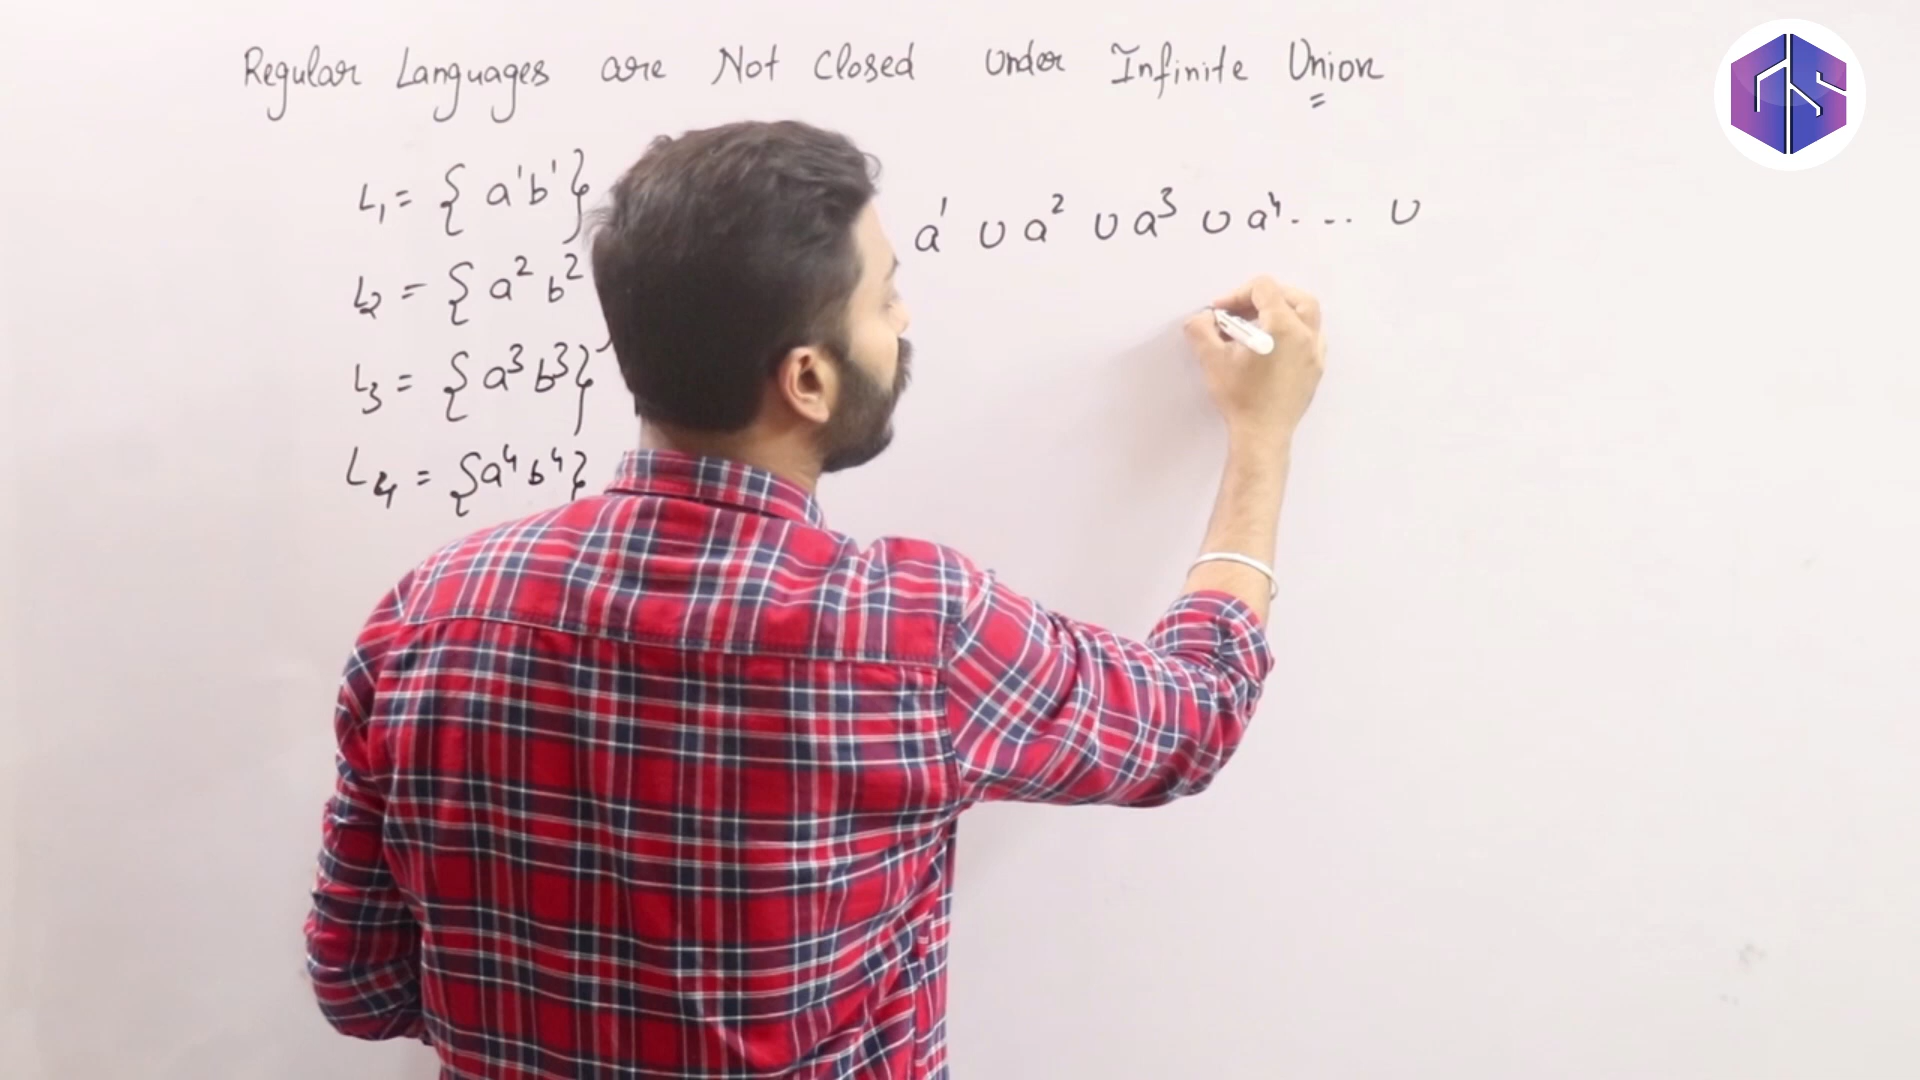 Regular Languages are Not Closed Under Infinite Union
L₁ = { a¹b¹}
L₂ = { a² b²
L₃ = { a³ b³}
L₄ = {a⁴ b⁴}
a¹ ∪ a² ∪ a³ ∪ a⁴ . . . . ∪
GS